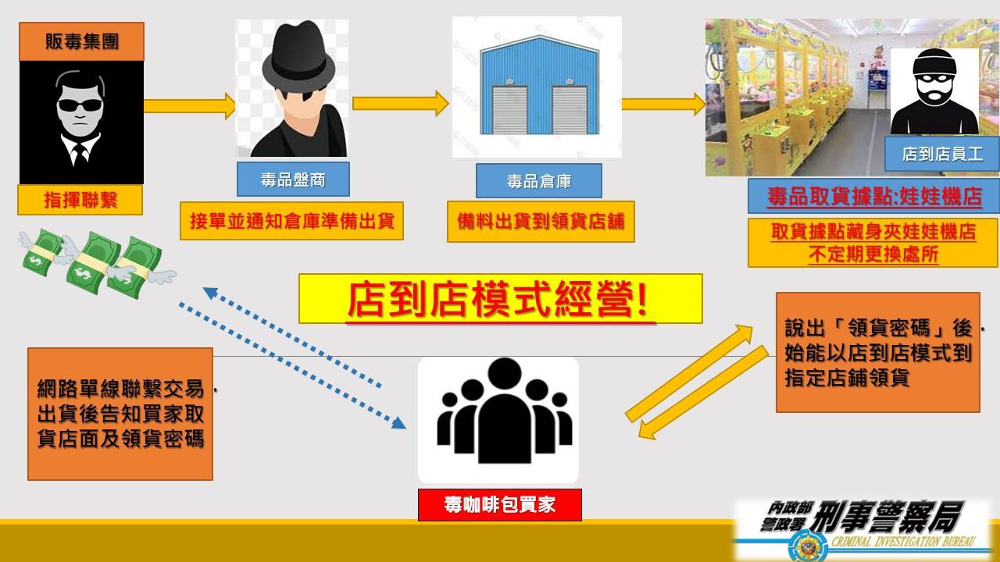 販毒集團
指揮聯繫
毒品盤商
接單並通知倉庫準備出貨
毒品倉庫
備料出貨到領貨店舖
店到店員工
毒品取貨據點:娃娃機店
取貨據點藏身夾娃娃機店
不定期更換處所
店到店模式經營!
說出「領貨密碼」後，
始能以店到店模式到
指定店鋪領貨
網路單線聯繫交易，
出貨後告知買家取
貨店面及領貨密碼
毒咖啡包買家
內政部
警政署
刑事警察局
CRIMINAL INVESTIGATION BUREAU